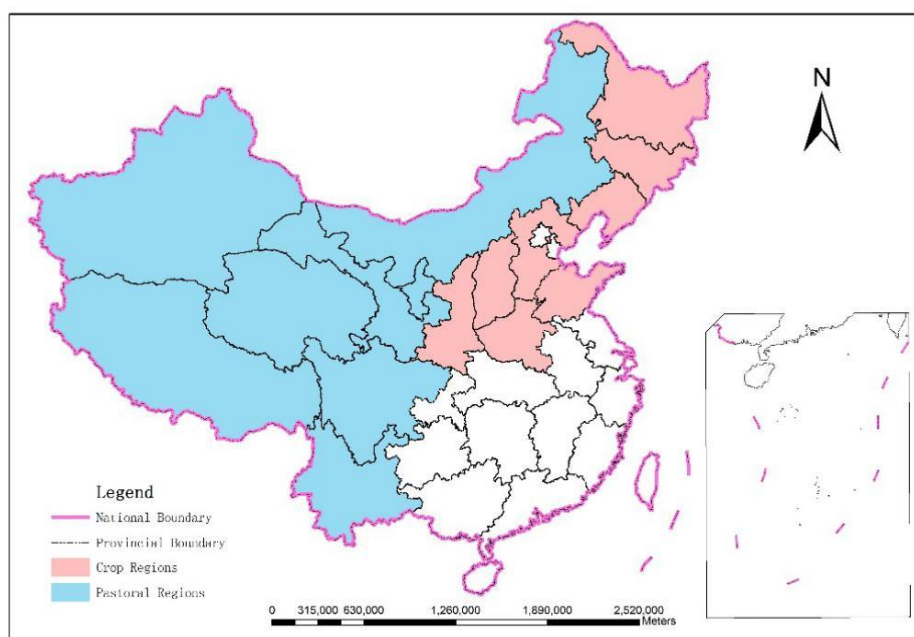 N
Legend
National Boundary
Provincial Boundary
Crop Regions
Pastoral Regions
0 315,000 630,000 1,260,000 1,890,000 2,520,000
Meters